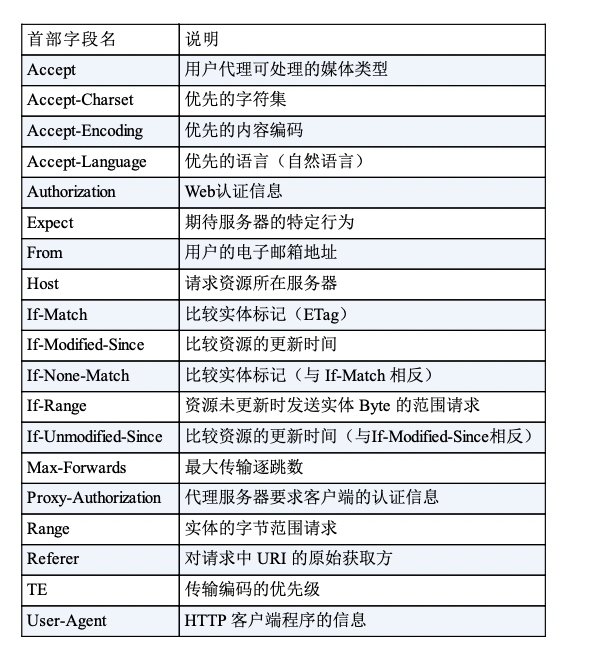 首部字段名 说明
Accept 用户代理可处理的媒体类型
Accept-Charset 优先的字符集
Accept-Encoding 优先的内容编码
Accept-Language 优先的语言（自然语言）
Authorization Web认证信息
Expect 期待服务器的特定行为
From 用户的电子邮箱地址
Host 请求资源所在服务器
If-Match 比较实体标记（ETag）
If-Modified-Since 比较资源的更新时间
If-None-Match 比较实体标记（与 If-Match 相反）
If-Range 资源未更新时发送实体 Byte 的范围请求
If-Unmodified-Since 比较资源的更新时间（与If-Modified-Since相反）
Max-Forwards 最大传输逐跳数
Proxy-Authorization 代理服务器要求客户端的认证信息
Range 实体的字节范围请求
Referer 对请求中 URI 的原始获取方
TE 传输编码的优先级
User-Agent HTTP 客户端程序的信息